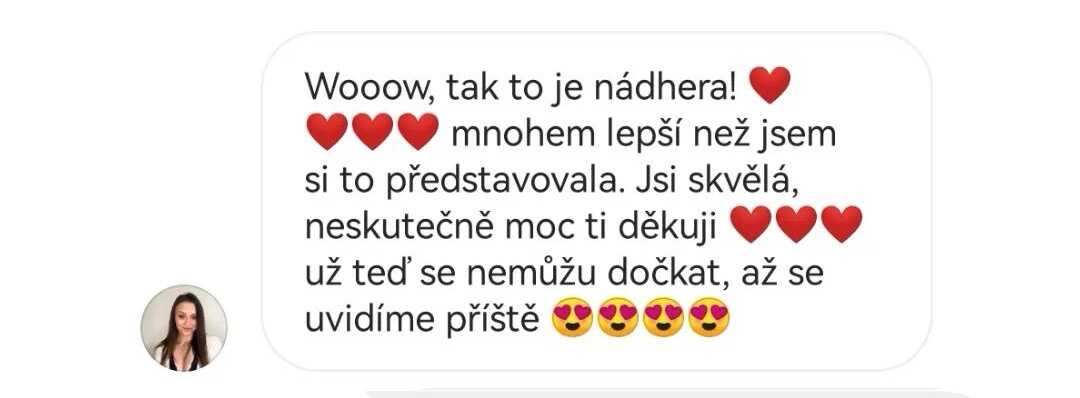 Wooow, tak to je nádhera! ❤️
❤️❤️❤️ mnohem lepší než jsem
si to představovala. Jsi skvělá,
neskutečně moc ti děkuji ❤️❤️❤️
už teď se nemůžu dočkat, až se
uvidíme příště 😍😍😍😍